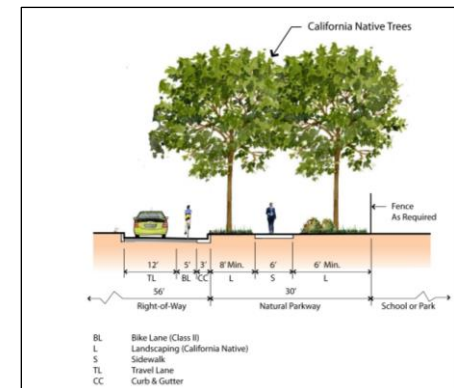 California Native Trees
Fence
As Required
12' 5' 3' 8' Min. 6' 6' Min.
TL BL CC L S L
56' 30'
Right-of-Way Natural Parkway School or Park
BL Bike Lane (Class II)
L Landscaping (California Native)
S Sidewalk
TL Travel Lane
CC Curb & Gutter